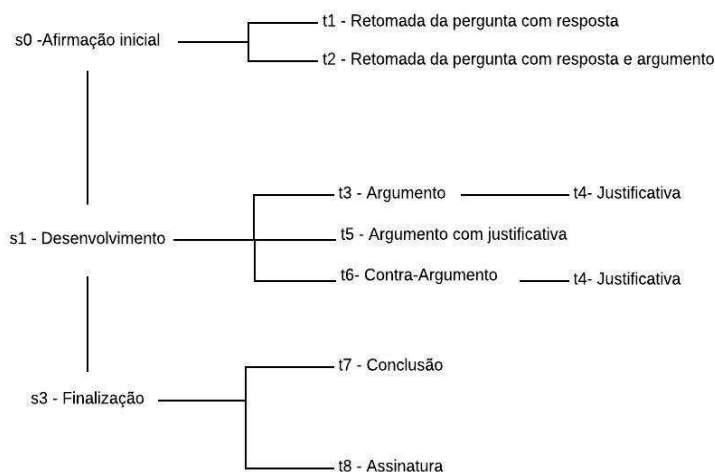 s0 -Afirmação inicial
t1 - Retomada da pergunta com resposta
t2 - Retomada da pergunta com resposta e argumento
s1 - Desenvolvimento
t3 - Argumento
t4- Justificativa
t5 - Argumento com justificativa
t6- Contra-Argumento
t4- Justificativa
s3 - Finalização
t7 - Conclusão
t8 - Assinatura